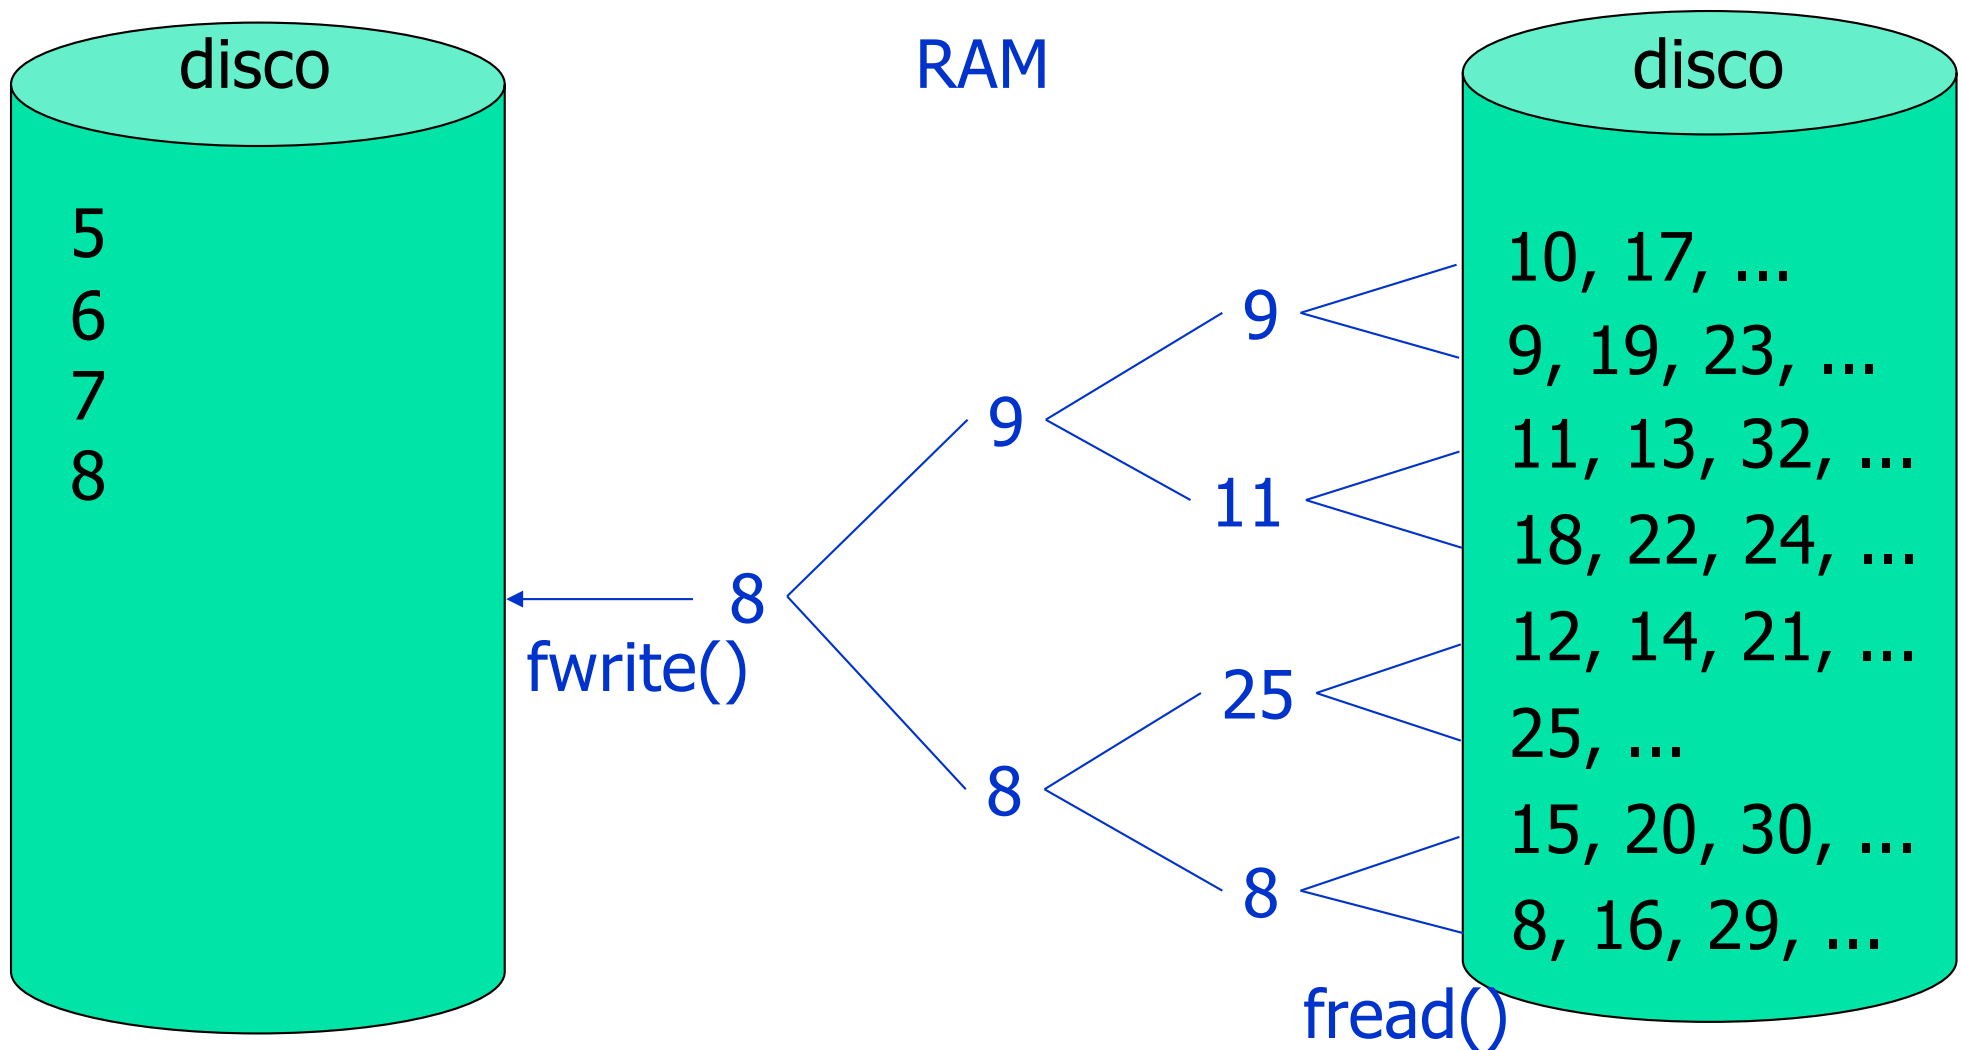 disco
RAM
disco
5
6
7
8
8
fwrite()
9
8
9
11
25
8
10, 17, ...
9, 19, 23, ...
11, 13, 32, ...
18, 22, 24, ...
12, 14, 21, ...
25, ...
15, 20, 30, ...
8, 16, 29, ...
fread()